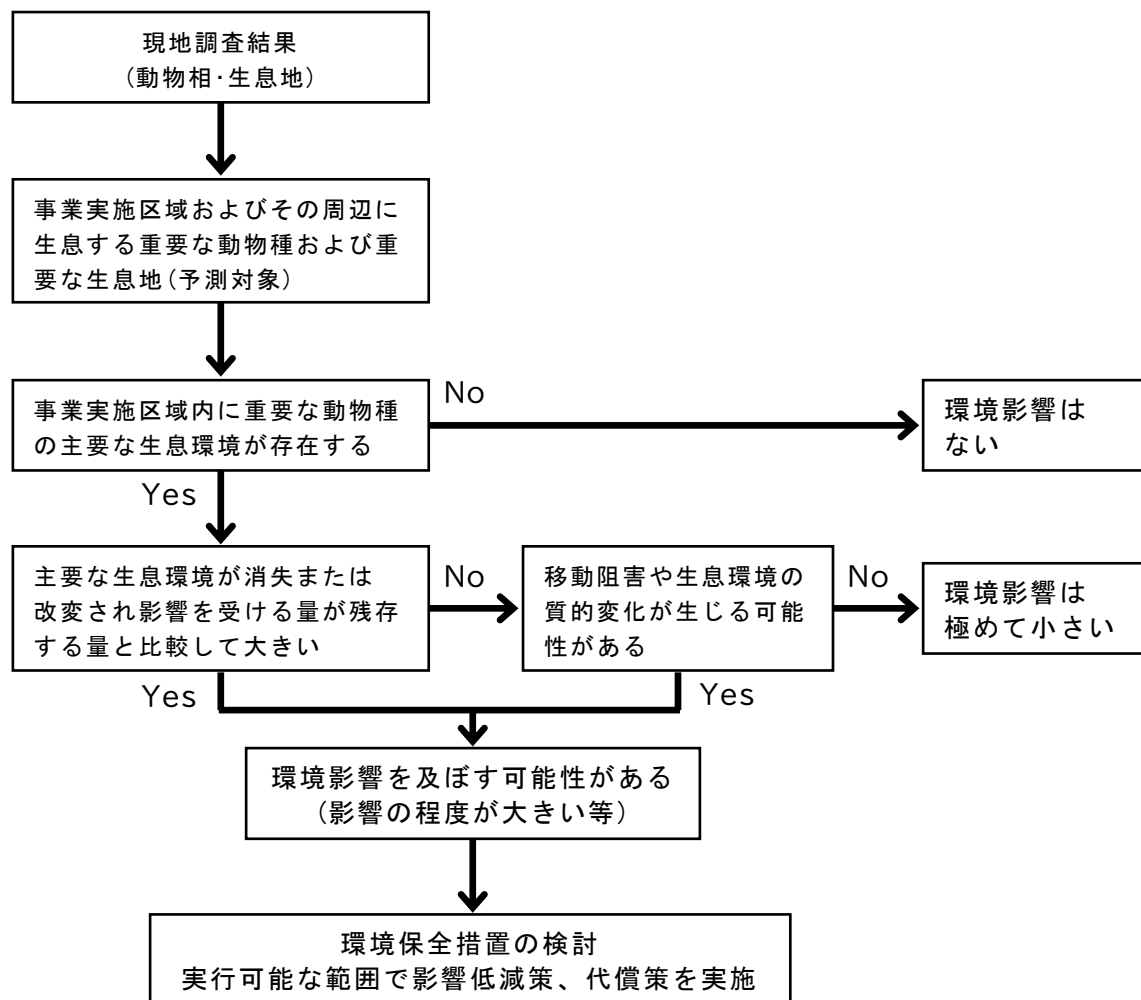 現地調査結果
(動物相･生息地)
事業実施区域およびその周辺に
生息する重要な動物種および重
要な生息地(予測対象)
事業実施区域内に重要な動物種
の主要な生息環境が存在する
No
環境影響は
ない
Yes
主要な生息環境が消失または
改変され影響を受ける量が残存
する量と比較して大きい
No
移動阻害や生息環境の
質的変化が生じる可能
性がある
No
環境影響は
極めて小さい
Yes
Yes
環境影響を及ぼす可能性がある
(影響の程度が大きい等)
環境保全措置の検討
実行可能な範囲で影響低減策、代償策を実施